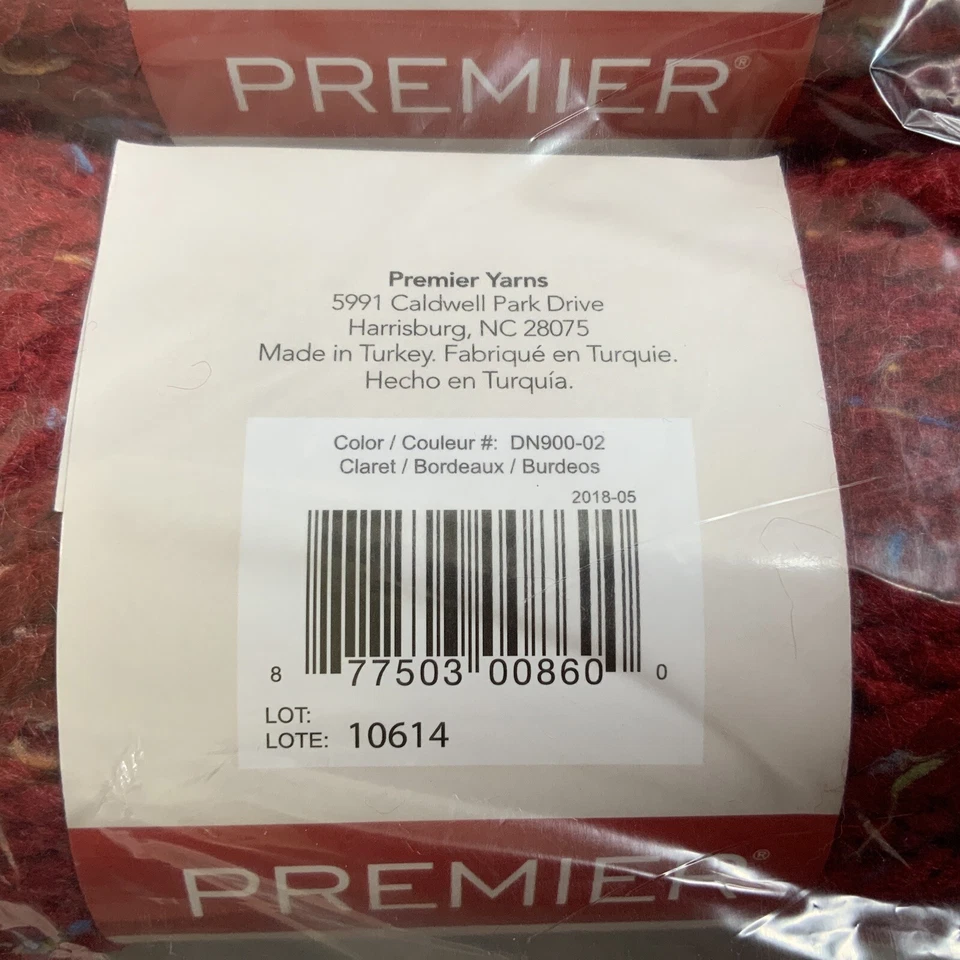 PREMIER®
Premier Yarns
5991 Caldwell Park Drive
Harrisburg, NC 28075
Made in Turkey. Fabriqué en Turquie.
Hecho en Turquía.
Color / Couleur #: DN900-02
Claret / Bordeaux / Burdeos
2018-05
8 77503 00860 0
LOT:
LOTE: 10614
PREMIER®